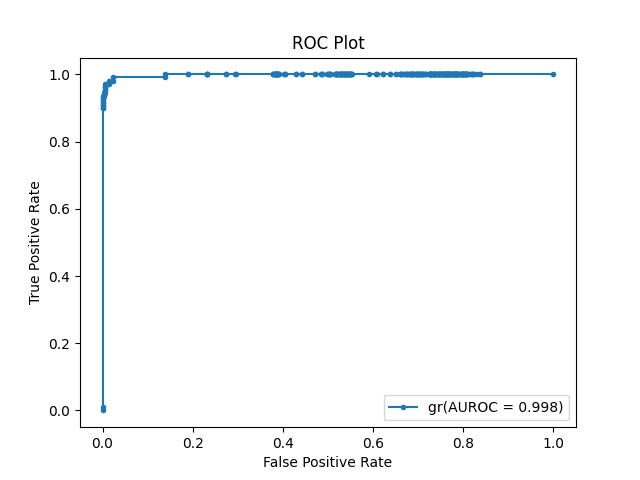 ROC Plot
1.0
0.8
0.6
0.4
0.2
0.0
True Positive Rate
gr(AUROC = 0.998)
0.0 0.2 0.4 0.6 0.8 1.0
False Positive Rate